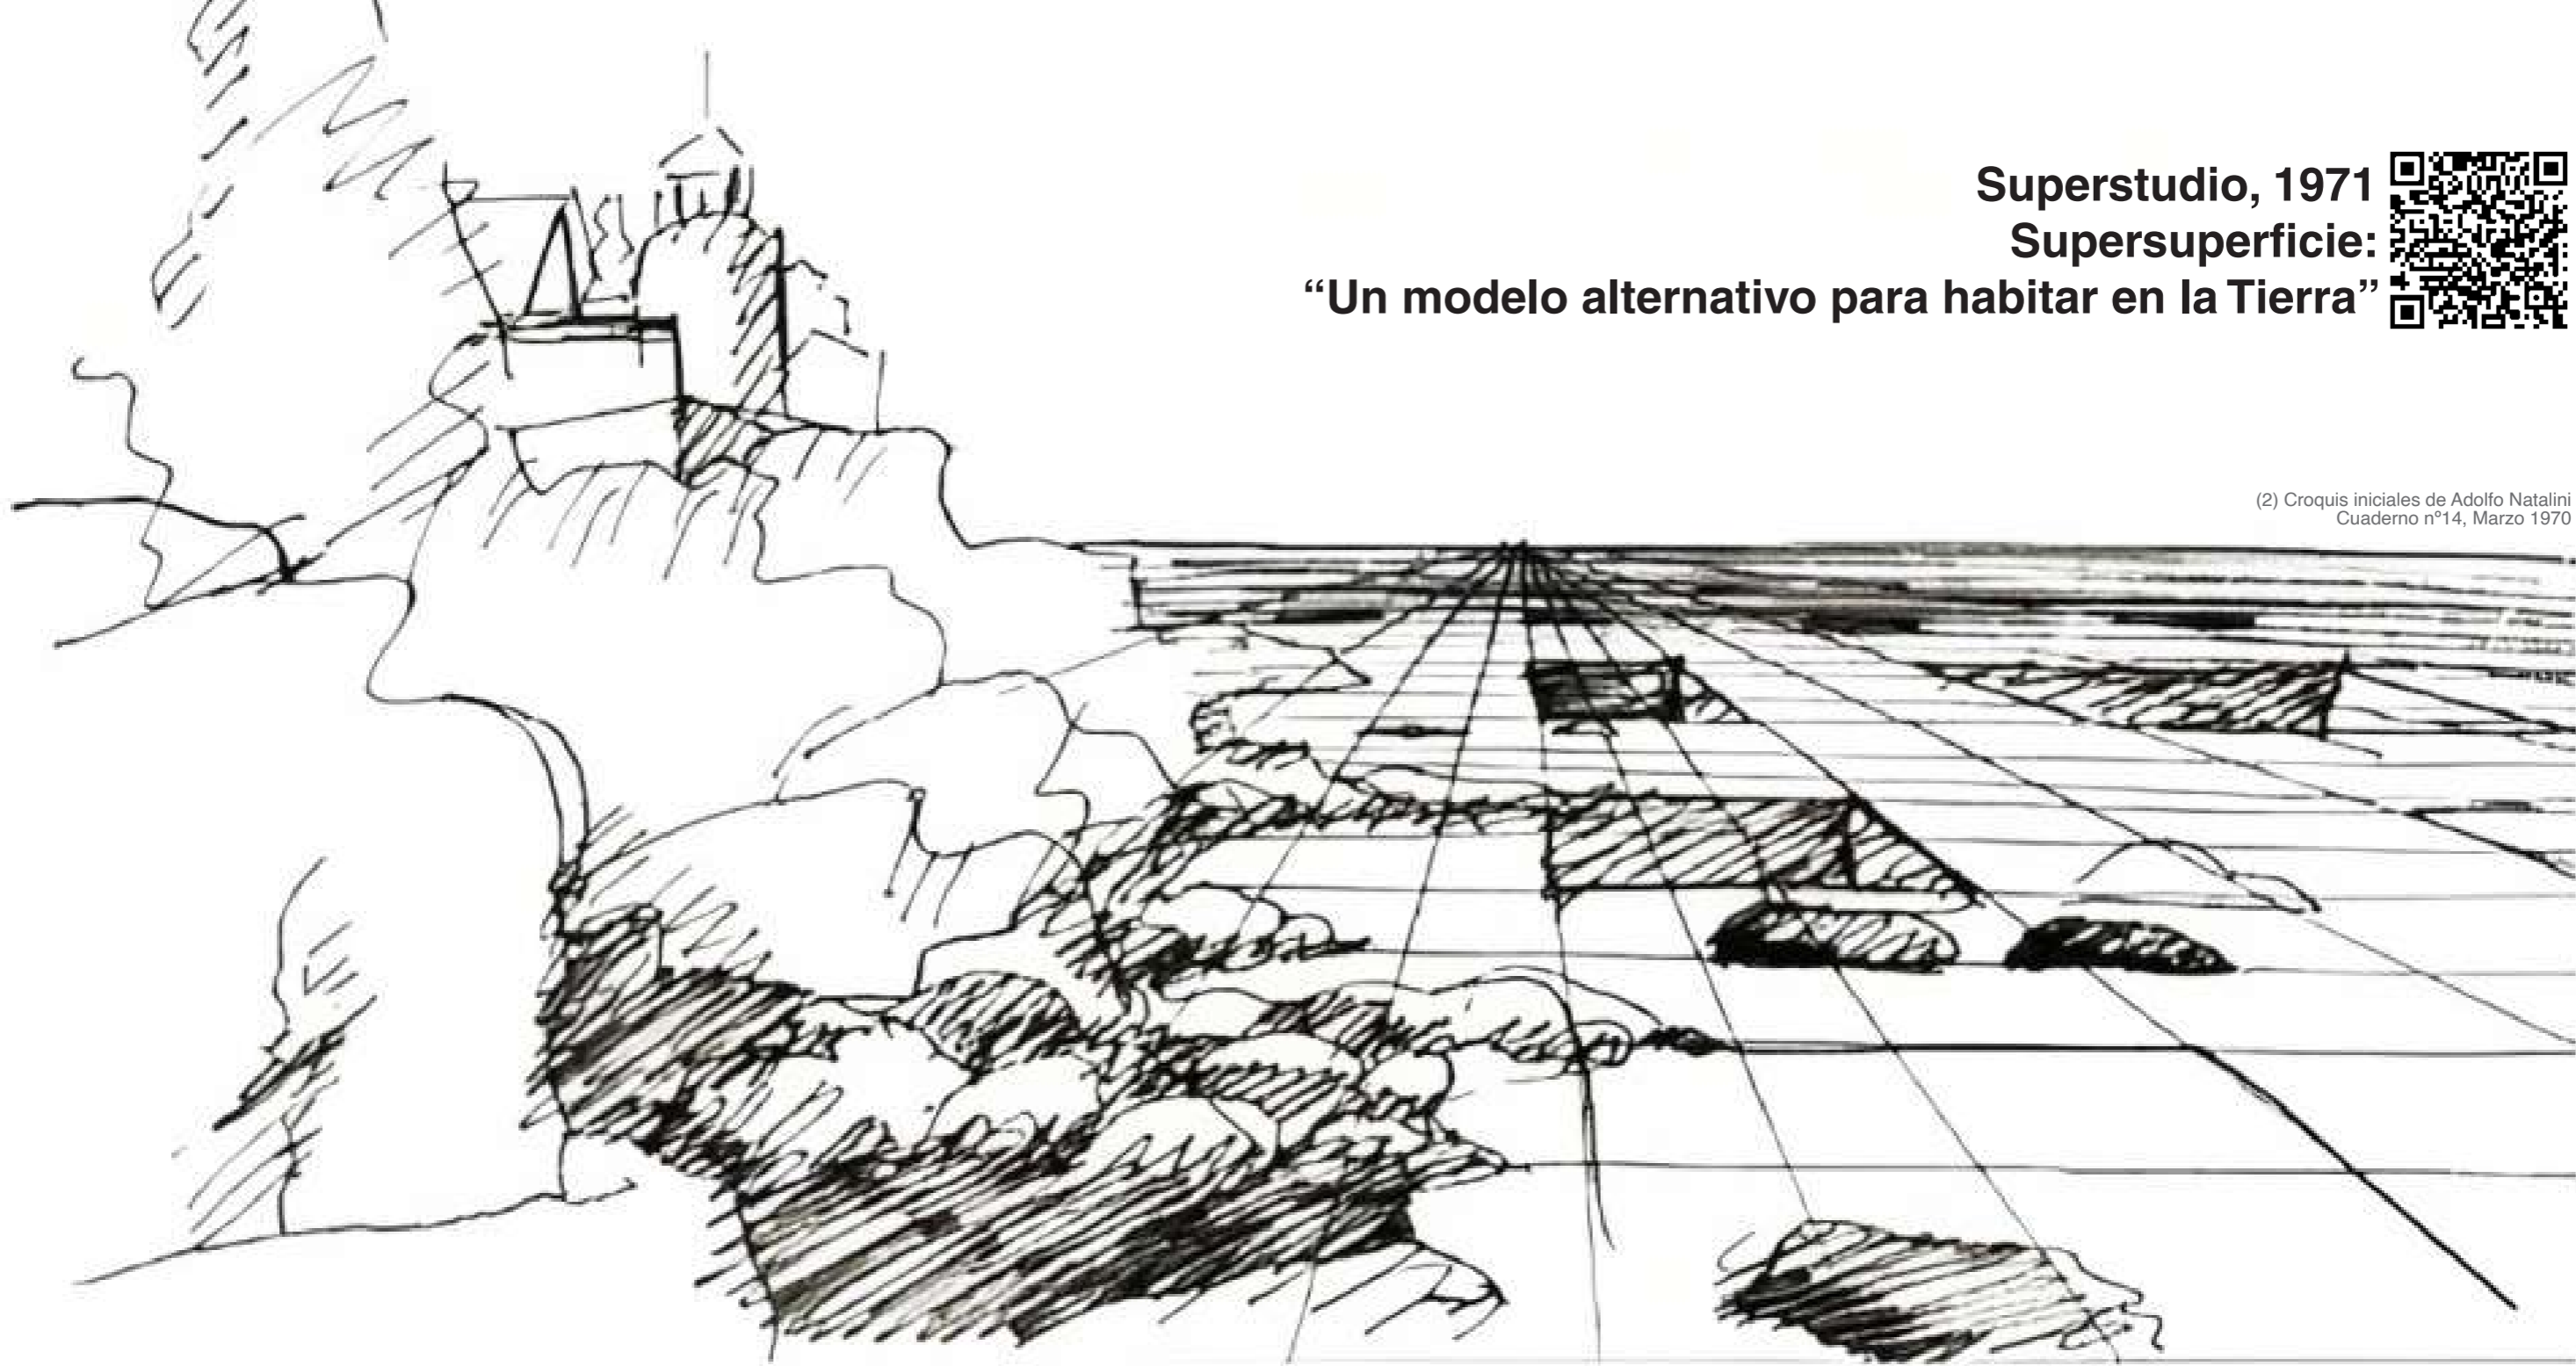 Superstudio, 1971
Supersuperficie:
“Un modelo alternativo para habitar en la Tierra”
(2) Croquis iniciales de Adolfo Natalini
Cuaderno nº14, Marzo 1970